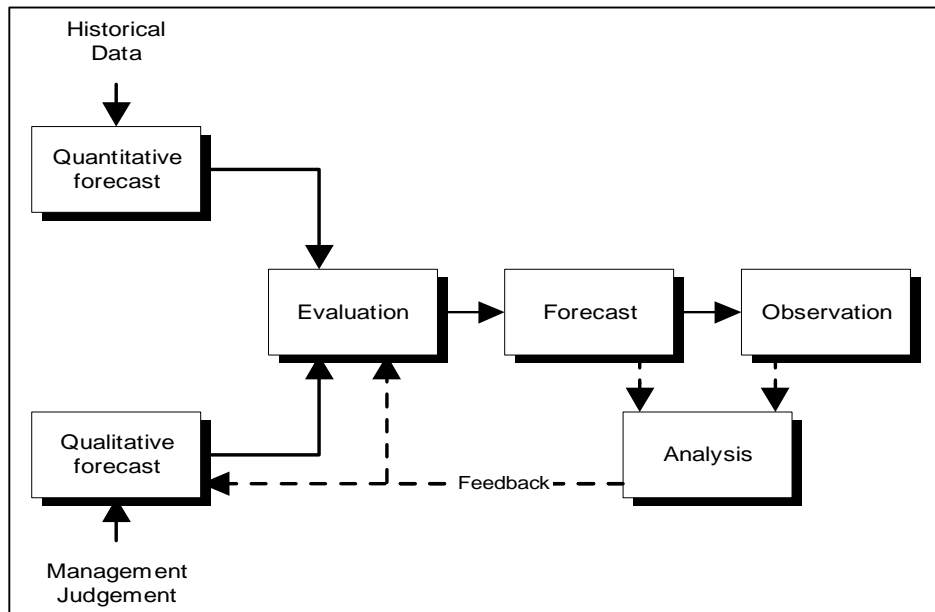 Historical
Data
Quantitative
forecast
Evaluation
Forecast
Observation
Qualitative
forecast
Analysis
Feedback
Management
Judgement